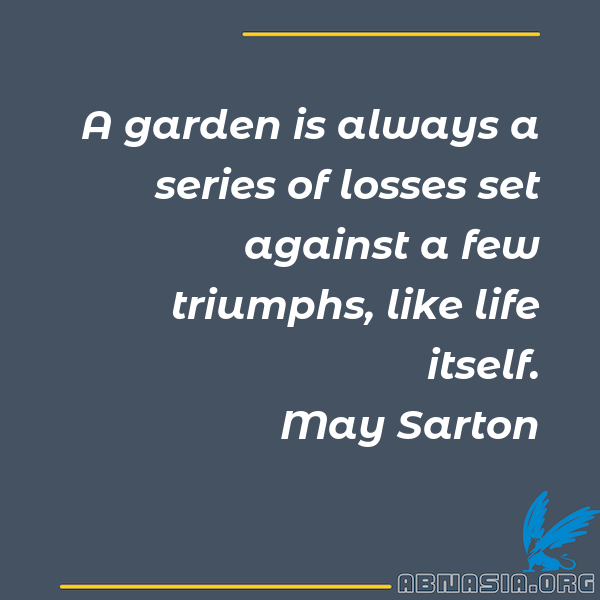 A garden is always a
series of losses set
against a few
triumphs, like life
itself.
May Sarton
ABNASIA.ORG